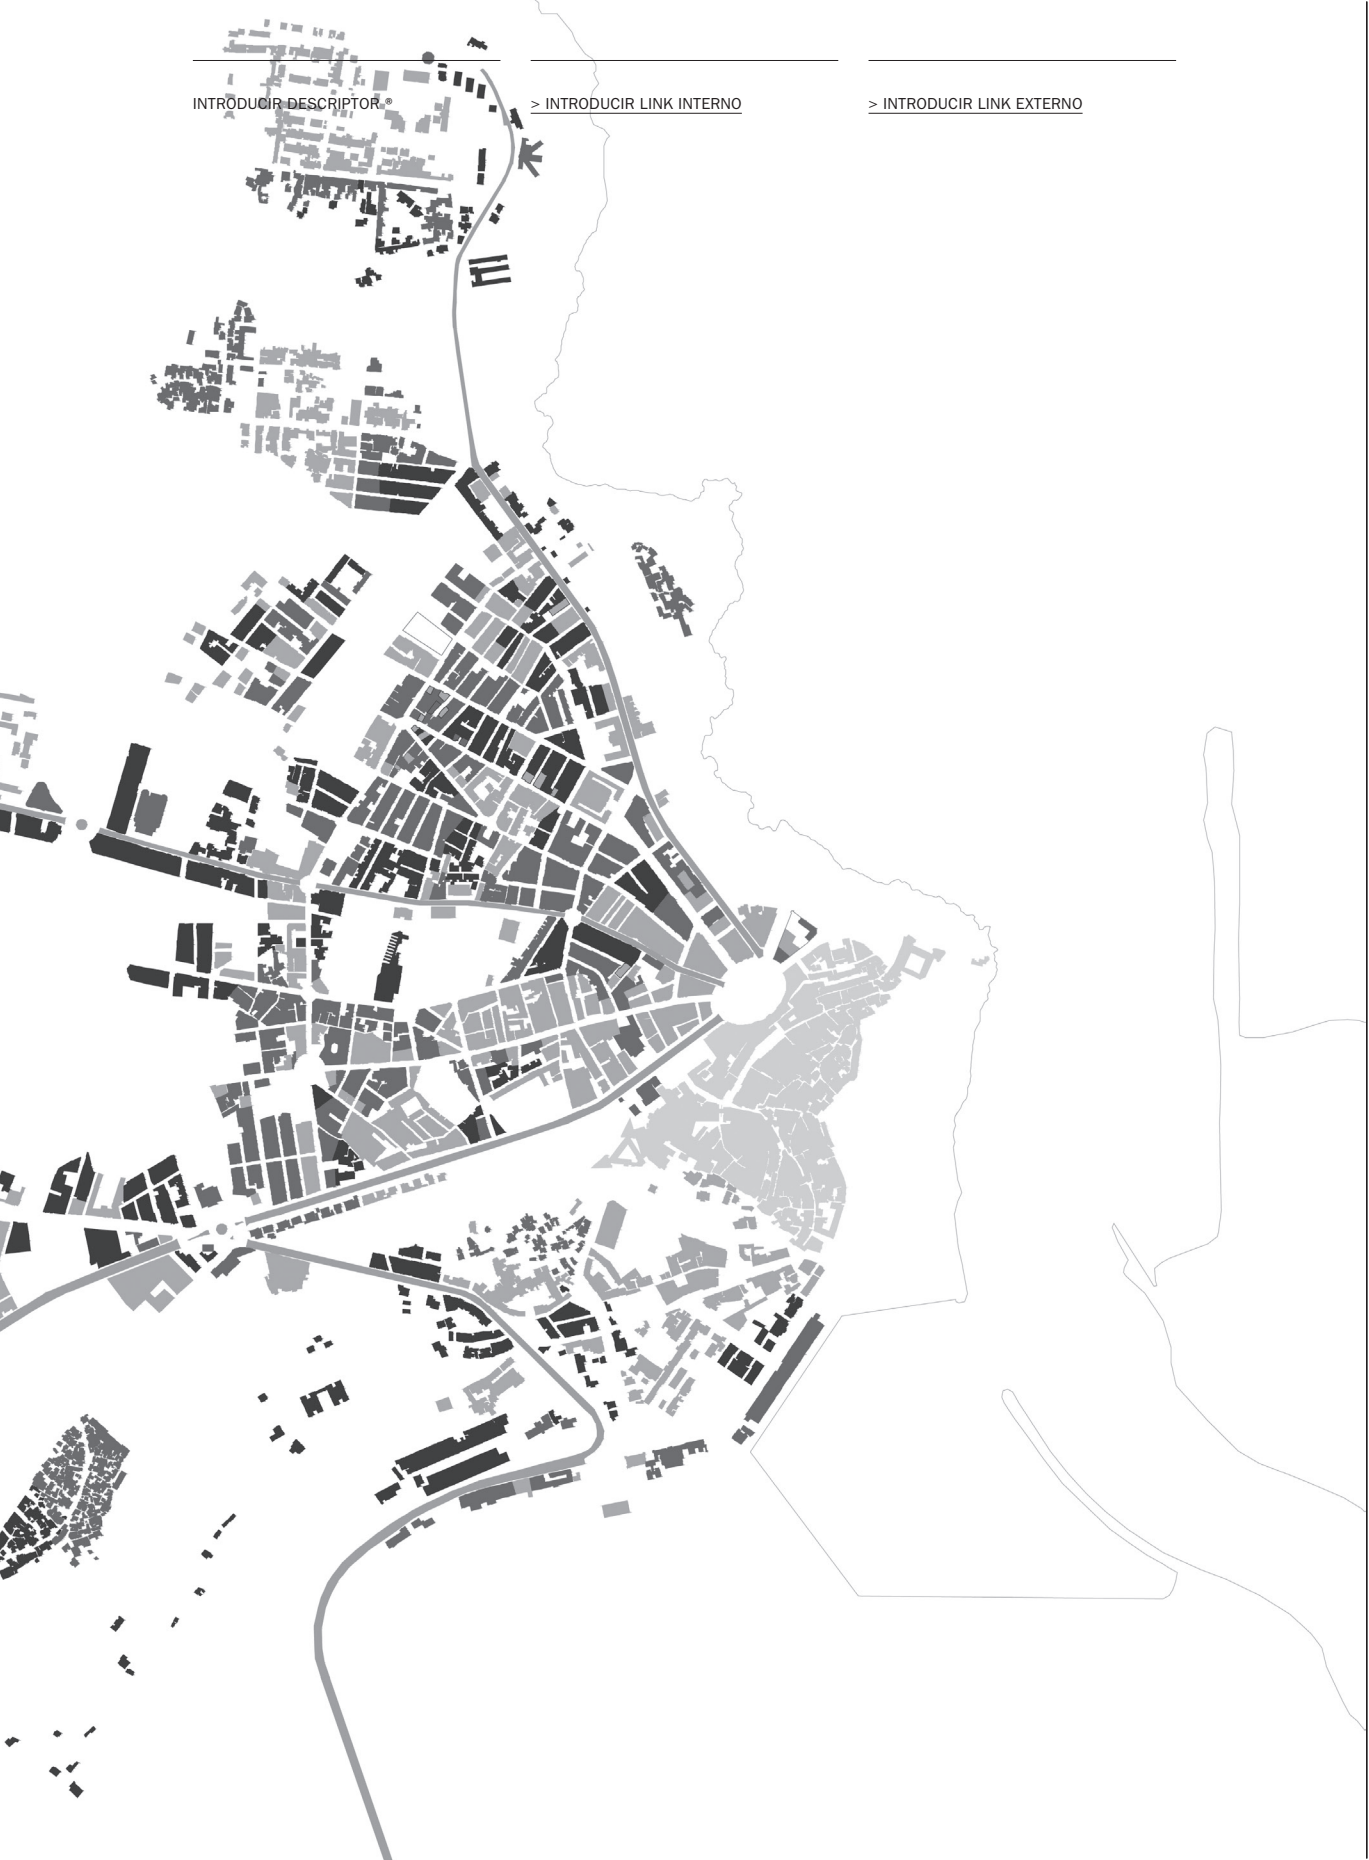 INTRODUCIR DESCRIPTOR ®
> INTRODUCIR LINK INTERNO
> INTRODUCIR LINK EXTERNO